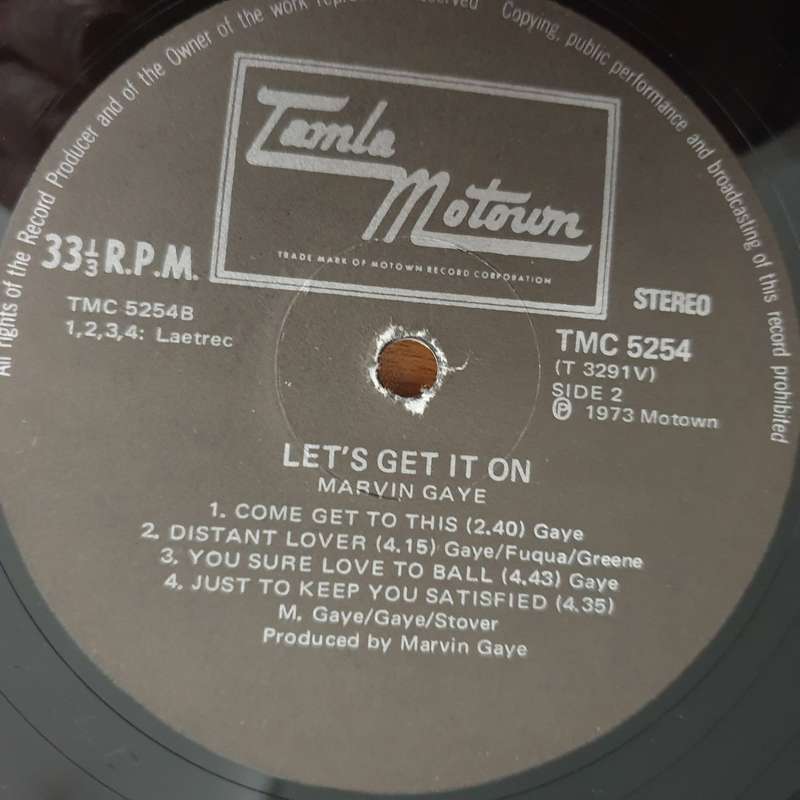 All rights of the Record Producer and of the Owner of the work reserved
Copying, public performance and broadcasting of this record prohibited
Tamla
Motown
TRADE MARK OF MOTOWN RECORD CORPORATION
33⅓ R.P.M.
STEREO
TMC 5254B
1,2,3,4: Laetrec
TMC 5254
(T 3291V)
SIDE 2
Ⓟ 1973 Motown
LET'S GET IT ON
MARVIN GAYE
1. COME GET TO THIS (2.40) Gaye
2. DISTANT LOVER (4.15) Gaye/Fuqua/Greene
3. YOU SURE LOVE TO BALL (4.43) Gaye
4. JUST TO KEEP YOU SATISFIED (4.35)
M. Gaye/Gaye/Stover
Produced by Marvin Gaye